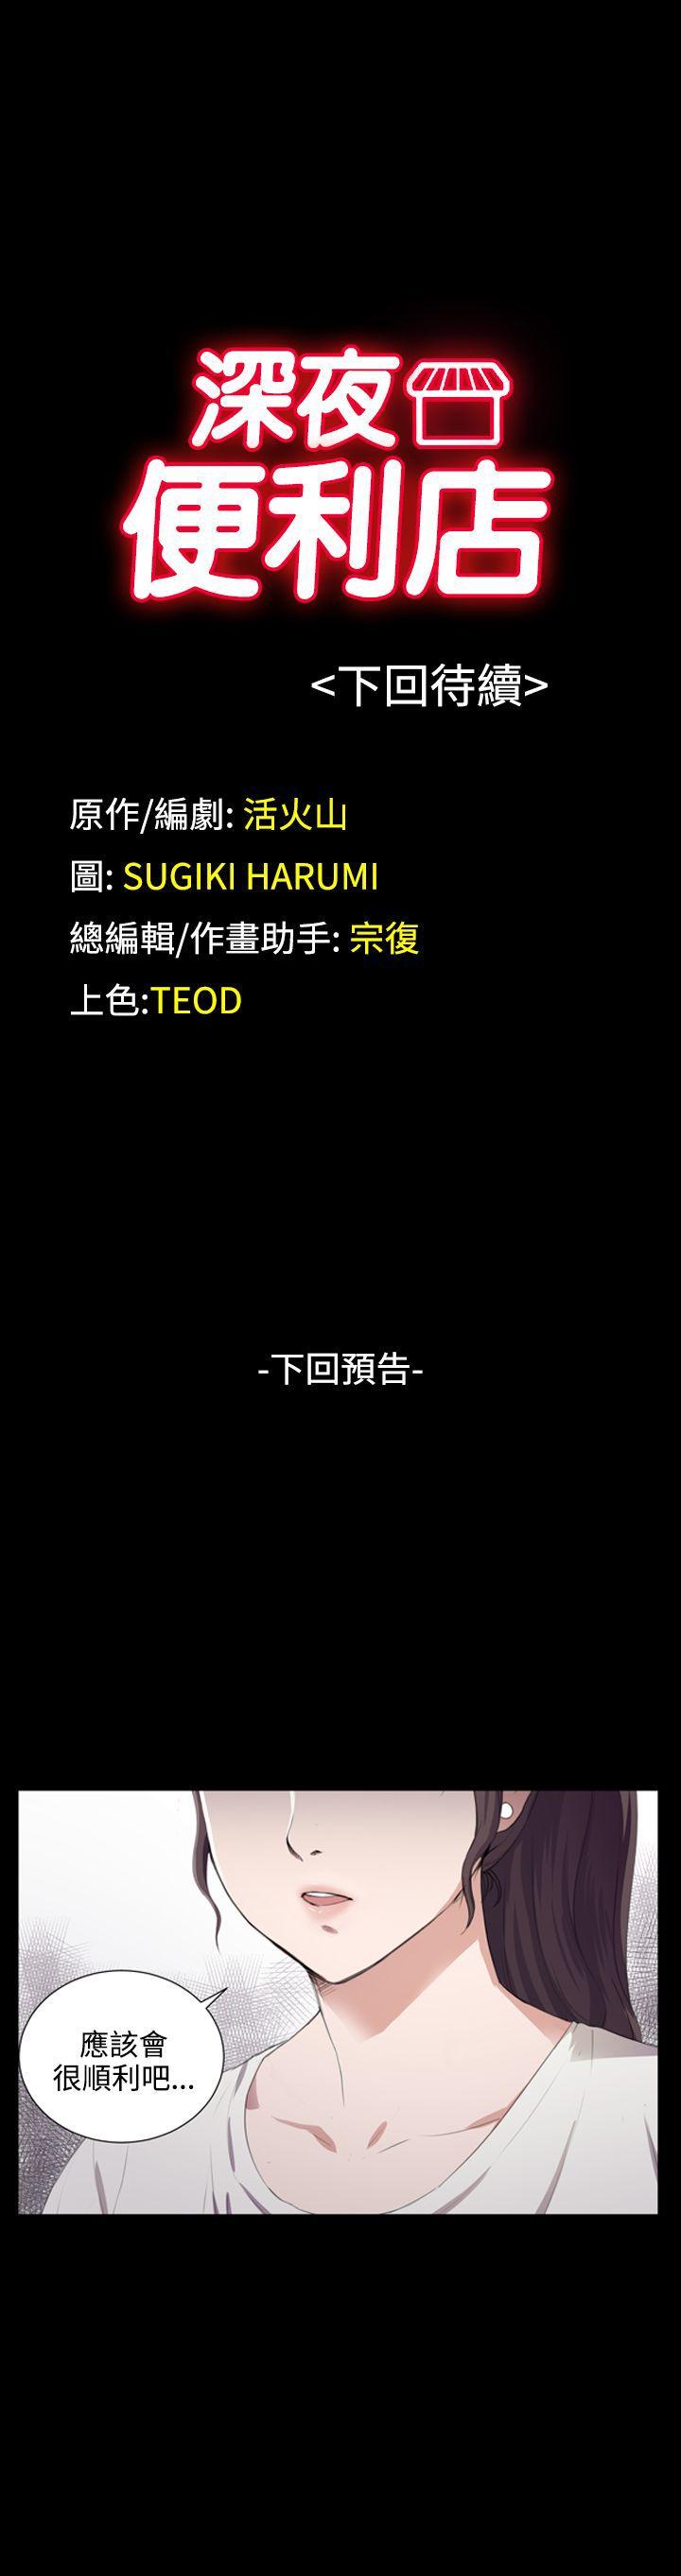 深夜
便利店
<下回待續>
原作/編劇: 活火山
圖: SUGIKI HARUMI
總編輯/作畫助手: 宗復
上色:TEOD
-下回預告-
應該會
很順利吧...